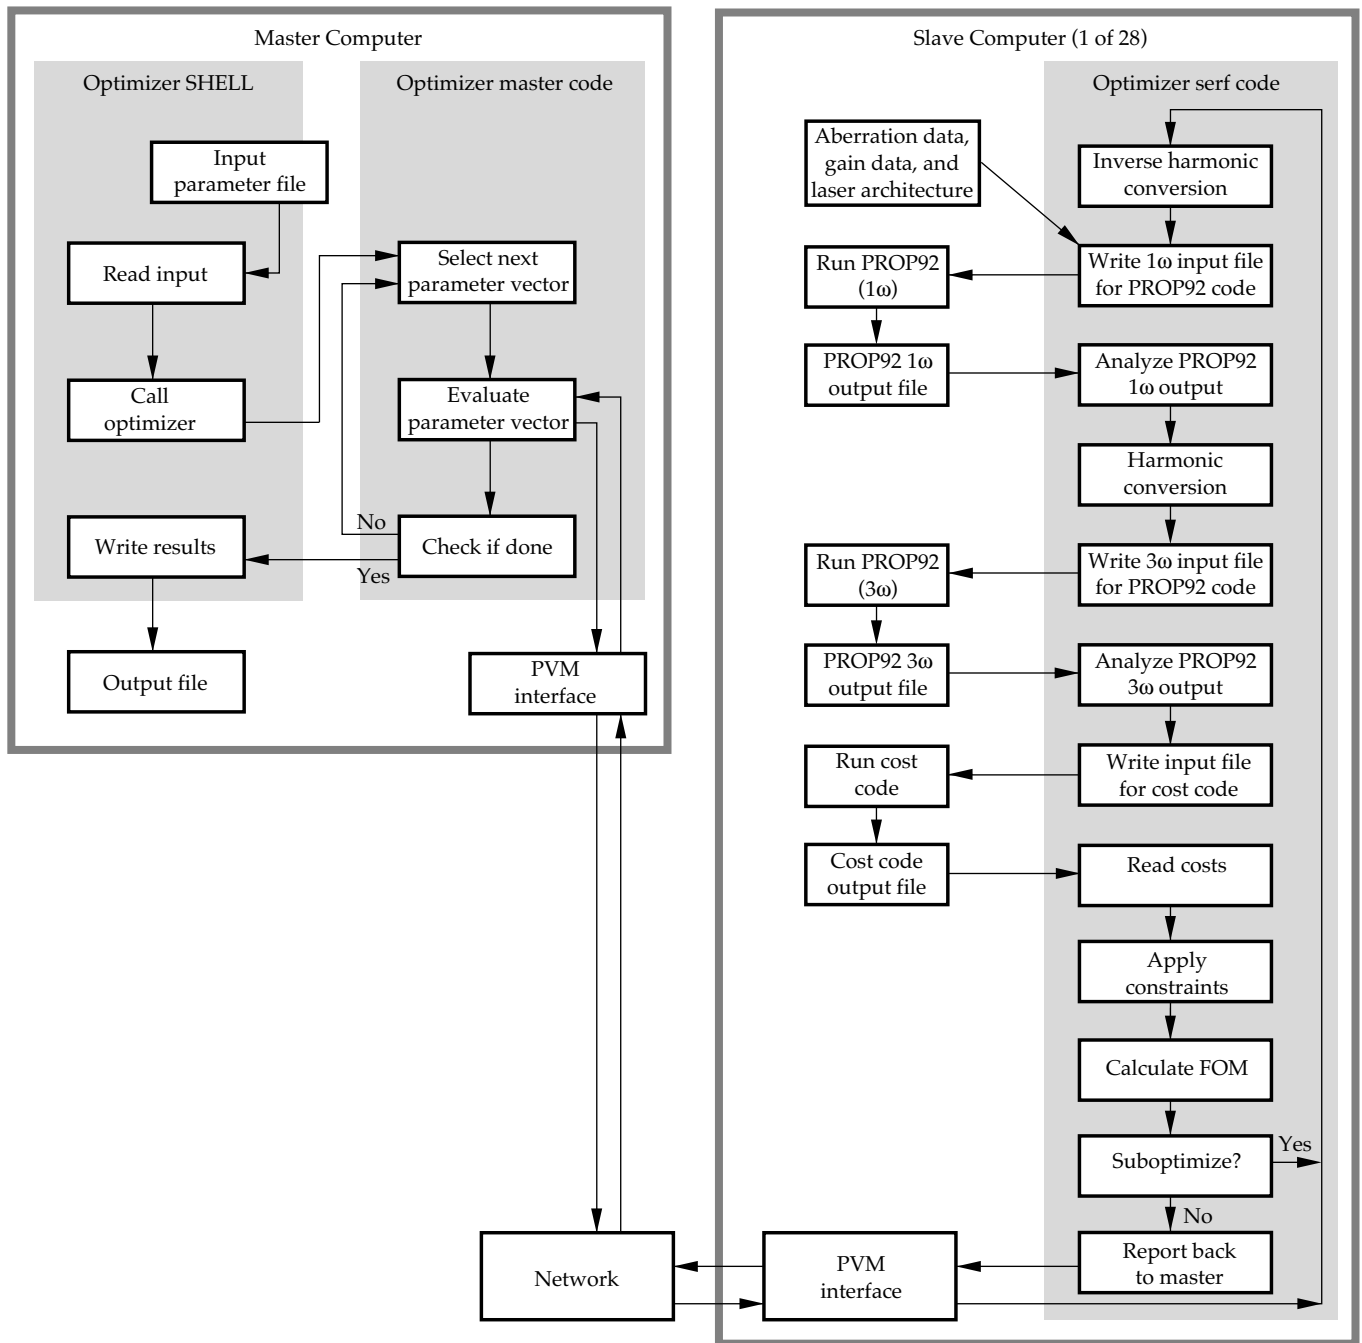 Master Computer
Optimizer SHELL
Optimizer master code
Input
parameter file
Read input
Select next
parameter vector
Call
optimizer
Evaluate
parameter vector
No
Write results
Check if done
Yes
Output file
PVM
interface
Network
Slave Computer (1 of 28)
Optimizer serf code
Aberration data,
gain data, and
laser architecture
Inverse harmonic
conversion
Run PROP92
(1ω)
Write 1ω input file
for PROP92 code
PROP92 1ω
output file
Analyze PROP92
1ω output
Harmonic
conversion
Run PROP92
(3ω)
Write 3ω input file
for PROP92 code
PROP92 3ω
output file
Analyze PROP92
3ω output
Run cost
code
Write input file
for cost code
Cost code
output file
Read costs
Apply
constraints
Calculate FOM
Suboptimize?
Yes
No
PVM
interface
Report back
to master